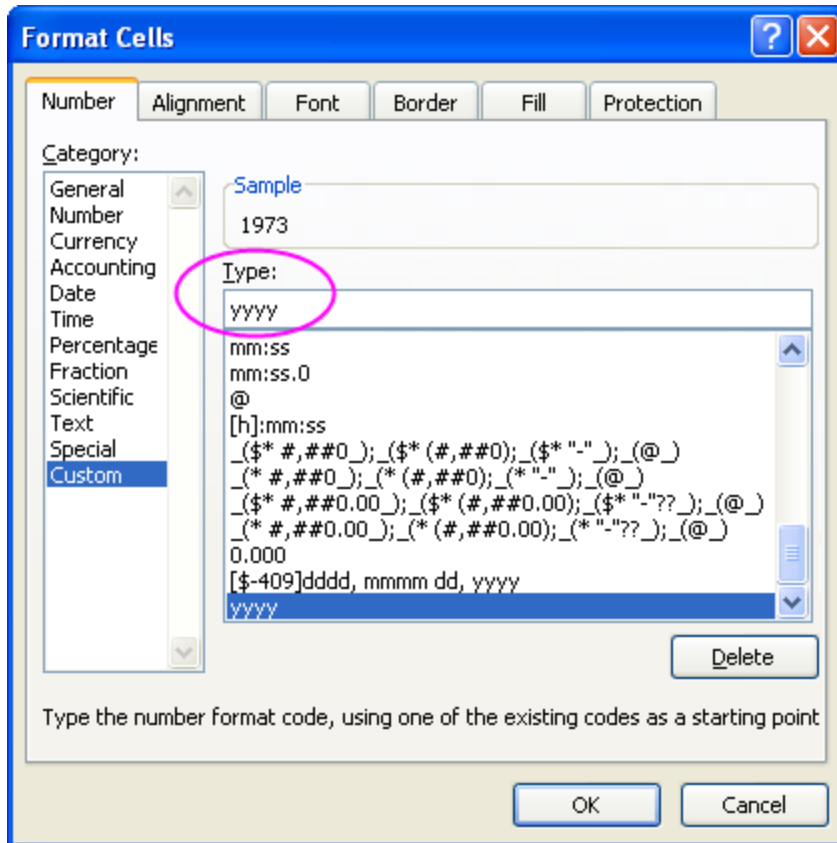 Format Cells
Number Alignment Font Border Fill Protection
Category:
General
Number
Currency
Accounting
Date
Time
Percentage
Fraction
Scientific
Text
Special
Custom
Sample
1973
Type:
yyyy
mm:ss
mm:ss.0
@
[h]:mm:ss
_($* #,##0_);_($* (#,##0);_($* "-"_);_(@_)
_(* #,##0_);_(* (#,##0);_(* "-"_);_(@_)
_($* #,##0.00_);_($* (#,##0.00);_($* "-"??_);_(@_)
_(* #,##0.00_);_(* (#,##0.00);_(* "-"??_);_(@_)
0.000
[$-409]dddd, mmmm dd, yyyy
yyyy
Delete
Type the number format code, using one of the existing codes as a starting point
OK Cancel